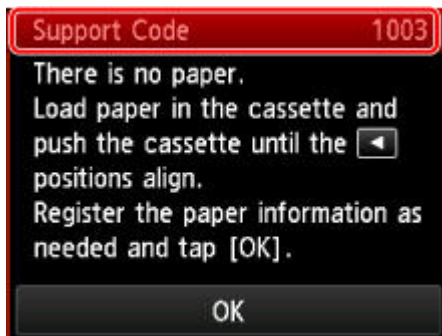 Support Code 1003
There is no paper.
Load paper in the cassette and
push the cassette until the ◀
positions align.
Register the paper information as
needed and tap [OK].
OK